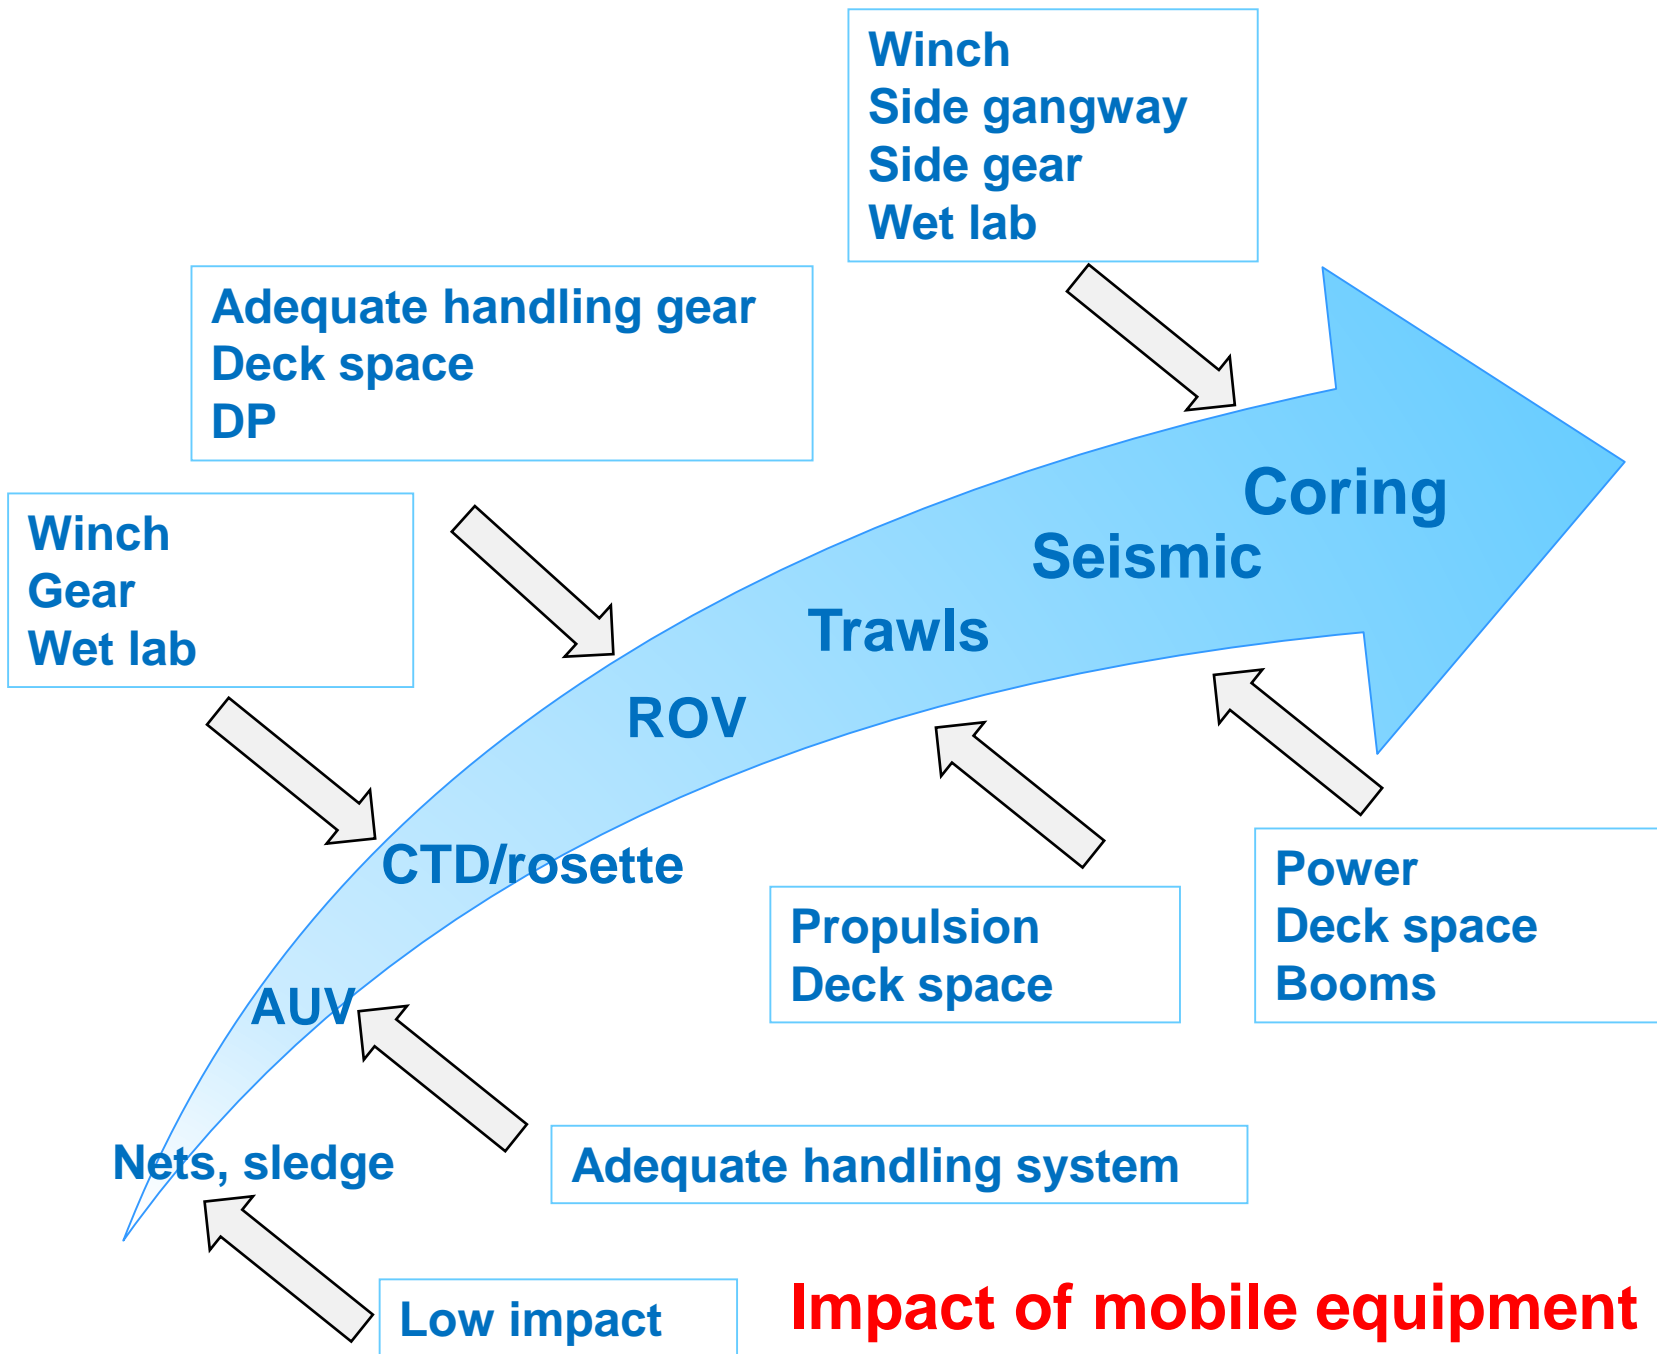 Winch
Side gangway
Side gear
Wet lab
Adequate handling gear
Deck space
DP
Winch
Gear
Wet lab
Coring
Seismic
Trawls
ROV
CTD/rosette
AUV
Nets, sledge
Propulsion
Deck space
Power
Deck space
Booms
Adequate handling system
Low impact
Impact of mobile equipment